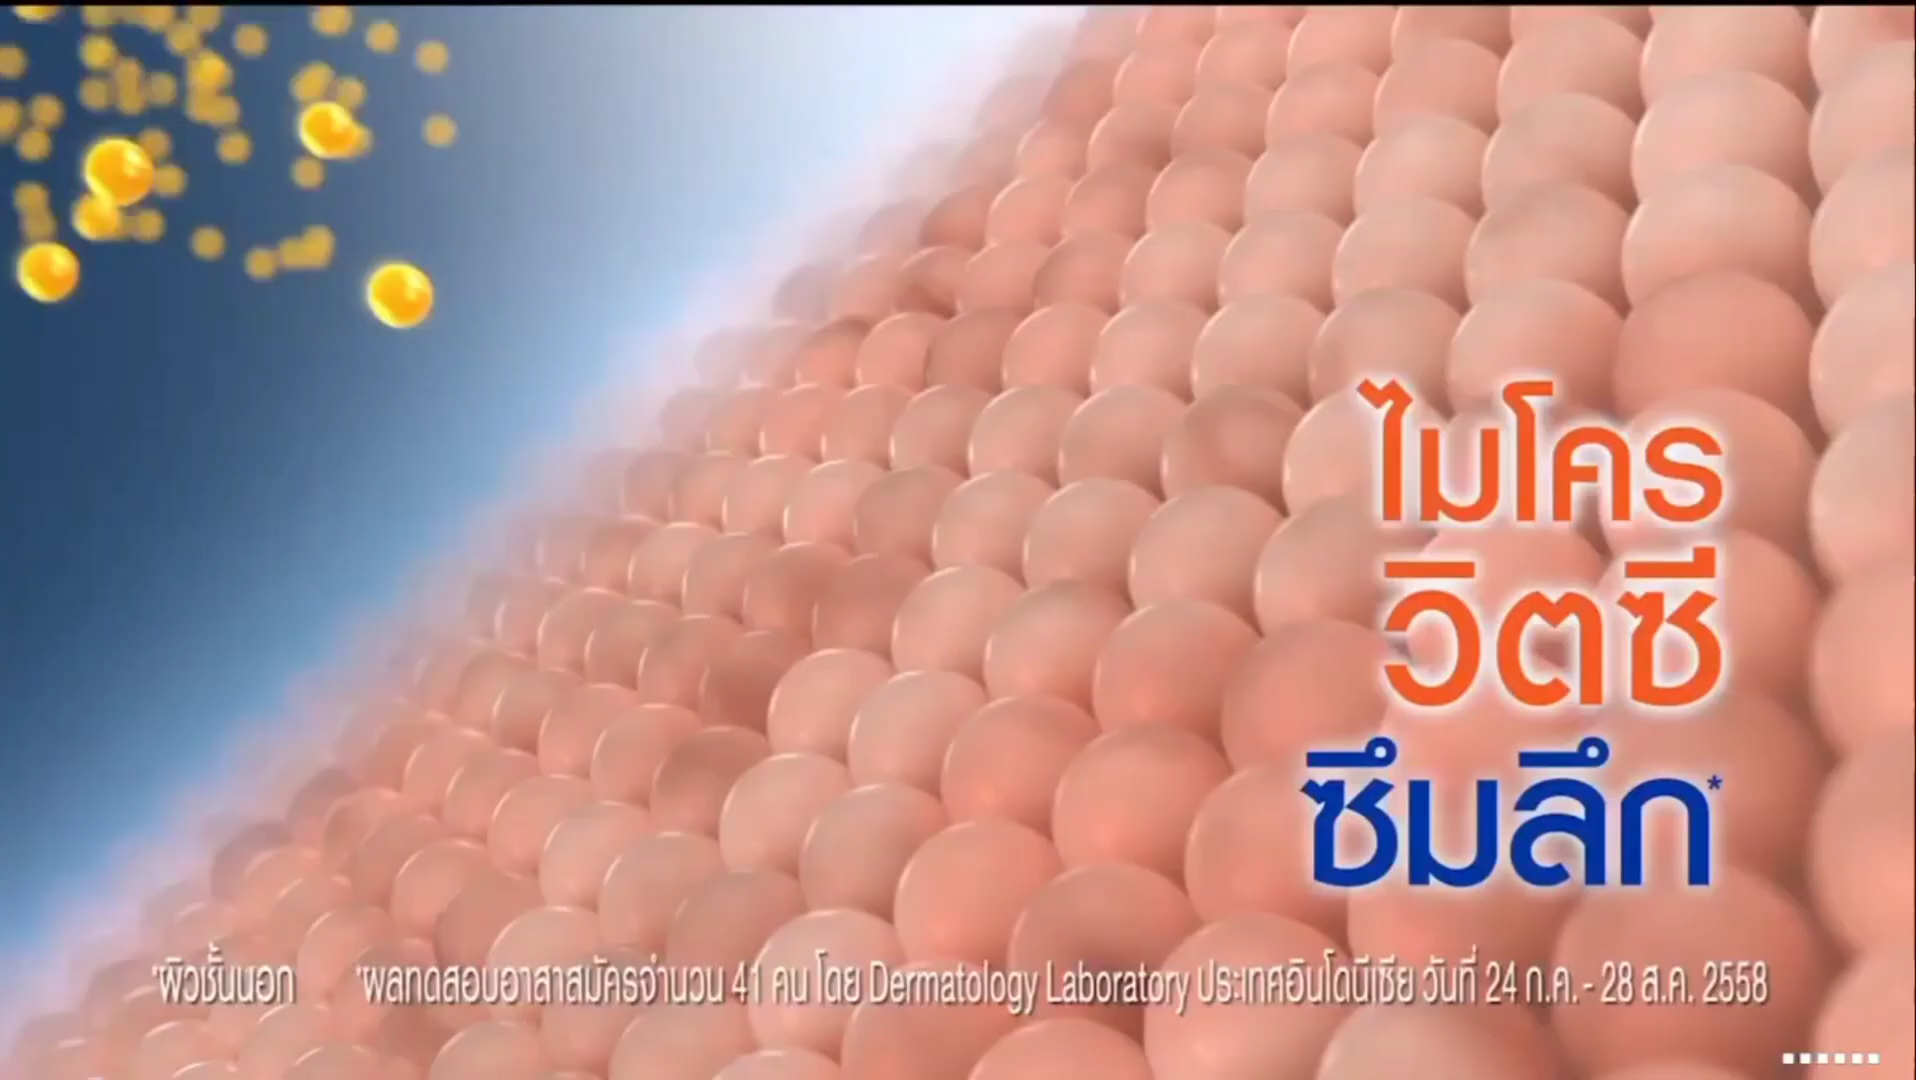 ไมโคร
วิตซี
ซึมลึก*
*ผิวชั้นนอก *ผลทดสอบอาสาสมัครจำนวน 41 คน โดย Dermatology Laboratory ประเทศอินโดนีเซีย วันที่ 24 ก.ค. - 28 ส.ค. 2558